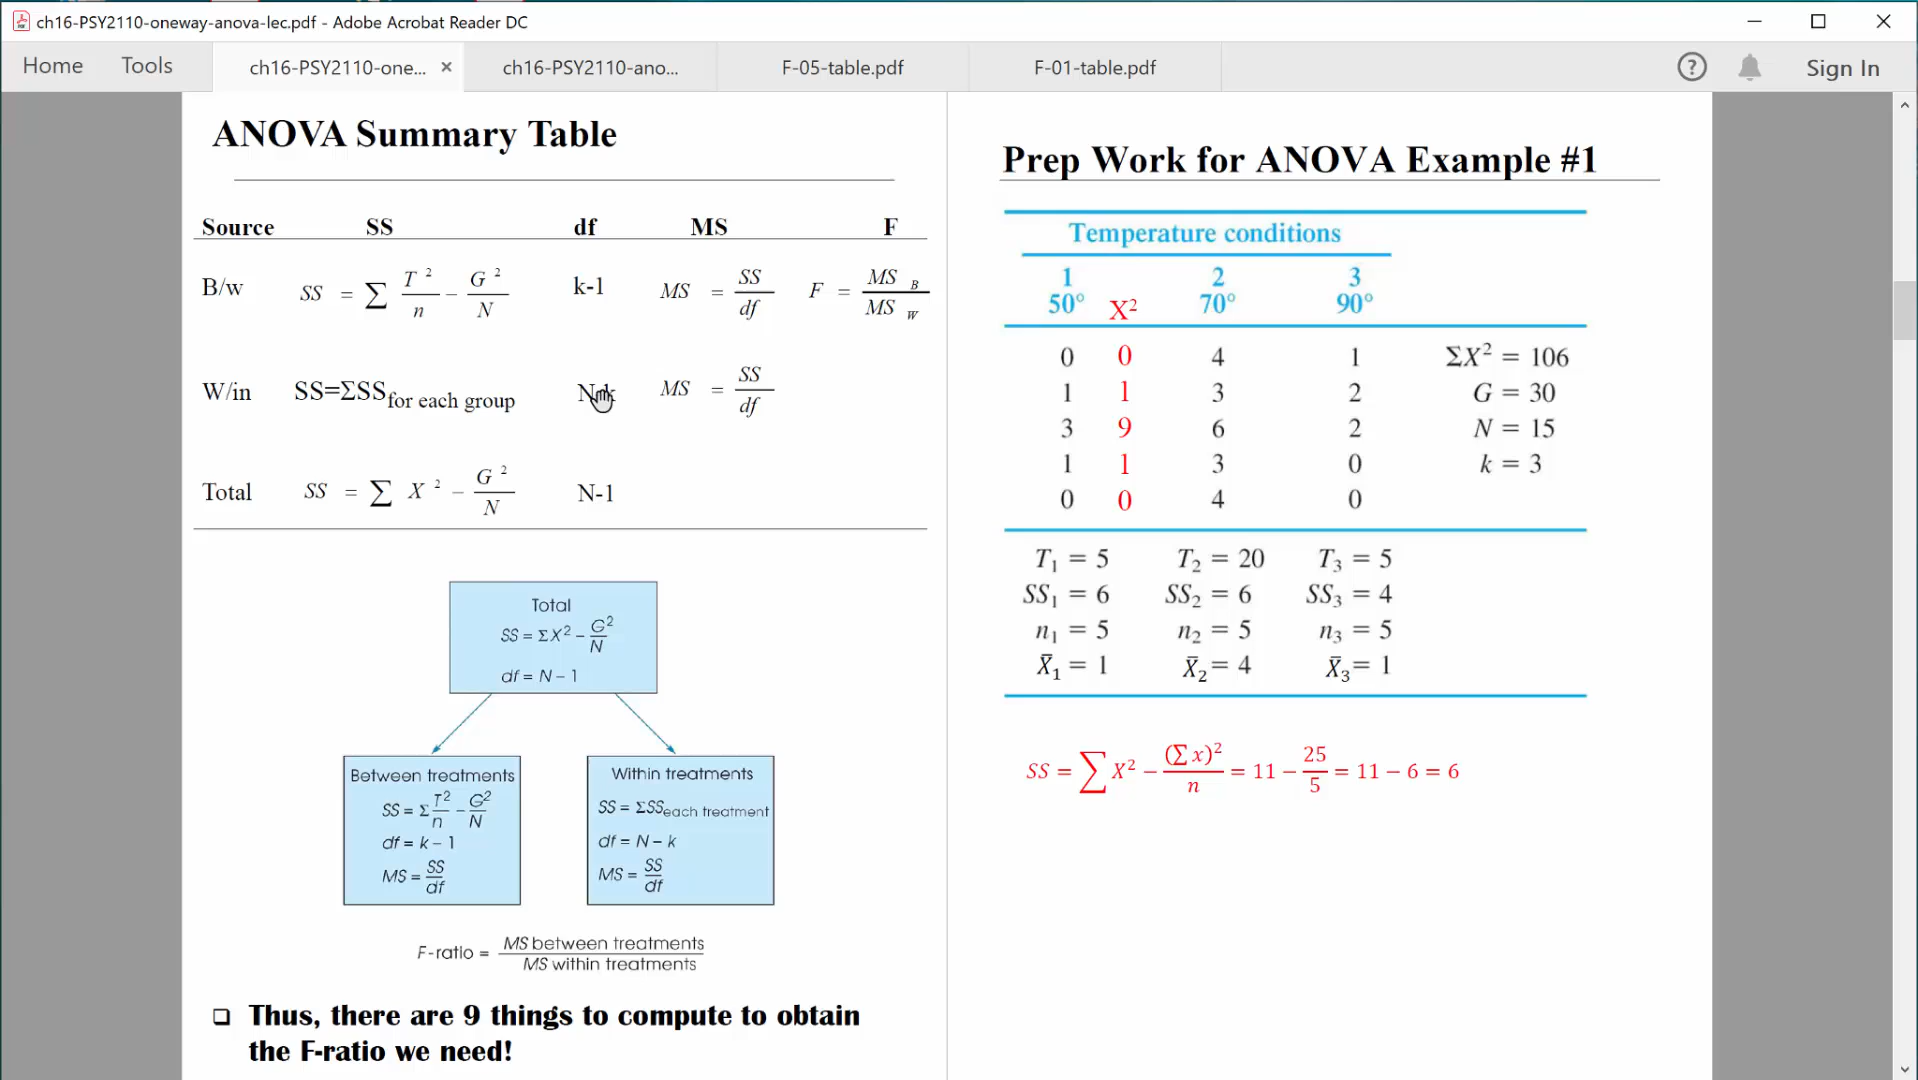 ch16-PSY2110-oneway-anova-lec.pdf - Adobe Acrobat Reader DC
Home Tools ch16-PSY2110-one... × ch16-PSY2110-ano... F-05-table.pdf F-01-table.pdf ? Sign In
ANOVA Summary Table
Source SS df MS F
B/w SS = ∑ T²/n − G²/N k-1 MS = SS/df F = MS_B/MS_W
W/in SS=ΣSS for each group N-k MS = SS/df
Total SS = ∑ X² − G²/N N-1
Total
SS = ΣX² − G²/N
df = N − 1
Between treatments
SS = Σ T²/n − G²/N
df = k − 1
MS = SS/df
Within treatments
SS = ΣSS each treatment
df = N − k
MS = SS/df
F-ratio = MS between treatments/MS within treatments
❑ Thus, there are 9 things to compute to obtain
the F-ratio we need!
Prep Work for ANOVA Example #1
Temperature conditions
1 2 3
50° X² 70° 90°
0 0 4 1 ΣX² = 106
1 1 3 2 G = 30
3 9 6 2 N = 15
1 1 3 0 k = 3
0 0 4 0
T₁ = 5 T₂ = 20 T₃ = 5
SS₁ = 6 SS₂ = 6 SS₃ = 4
n₁ = 5 n₂ = 5 n₃ = 5
X̄₁ = 1 X̄₂ = 4 X̄₃ = 1
SS = ∑ X² − (∑ x)²/n = 11 − 25/5 = 11 − 6 = 6